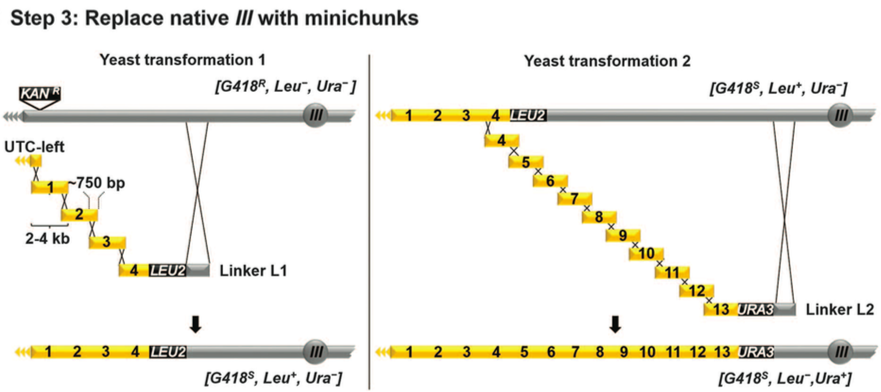 Step 3: Replace native III with minichunks
Yeast transformation 1
KAN R
[G418R, Leu–, Ura–]
III
UTC-left
1
~750 bp
2
2-4 kb
3
4 LEU2
Linker L1
1 2 3 4 LEU2
III
[G418S, Leu+, Ura–]
Yeast transformation 2
[G418S, Leu+, Ura–]
1 2 3 4 LEU2
III
4
5
6
7
8
9
10
11
12
13 URA3
Linker L2
1 2 3 4 5 6 7 8 9 10 11 12 13 URA3
III
[G418S, Leu–,Ura+]